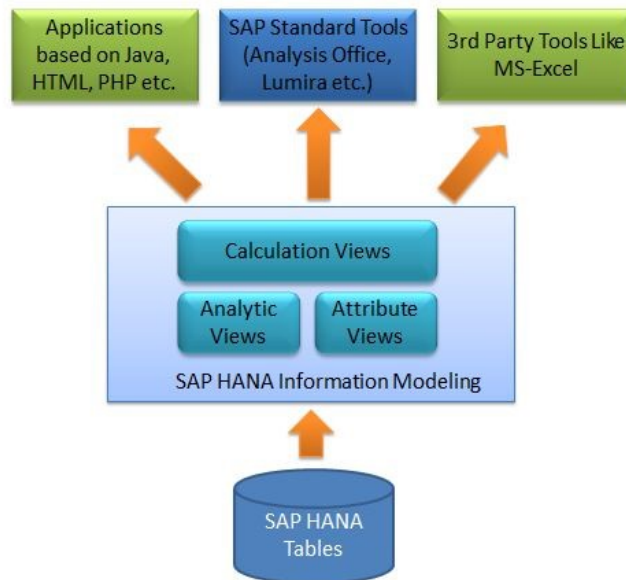 Applications
based on Java,
HTML, PHP etc.
SAP Standard Tools
(Analysis Office,
Lumira etc.)
3rd Party Tools Like
MS-Excel
Calculation Views
Analytic
Views
Attribute
Views
SAP HANA Information Modeling
SAP HANA
Tables